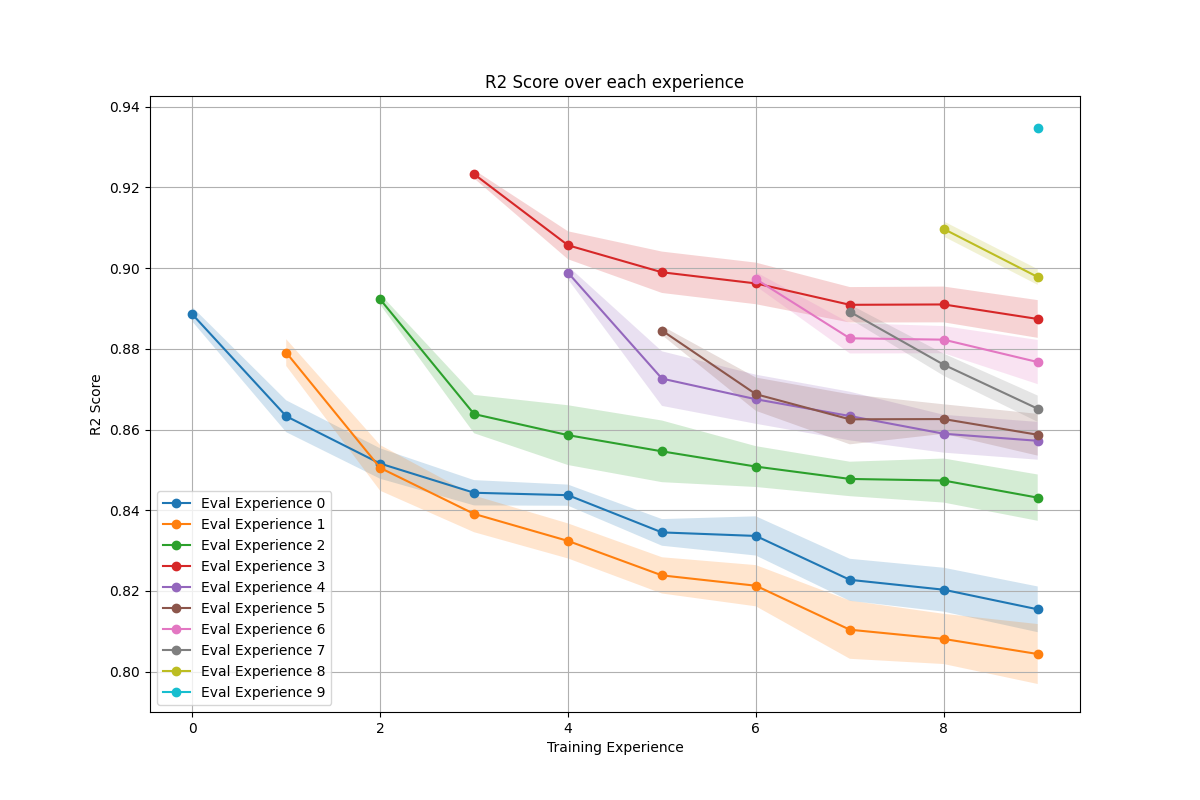 R2 Score over each experience
0.94
0.92
0.90
0.88
0.86
0.84
0.82
0.80
R2 Score
Eval Experience 0
Eval Experience 1
Eval Experience 2
Eval Experience 3
Eval Experience 4
Eval Experience 5
Eval Experience 6
Eval Experience 7
Eval Experience 8
Eval Experience 9
0 2 4 6 8
Training Experience